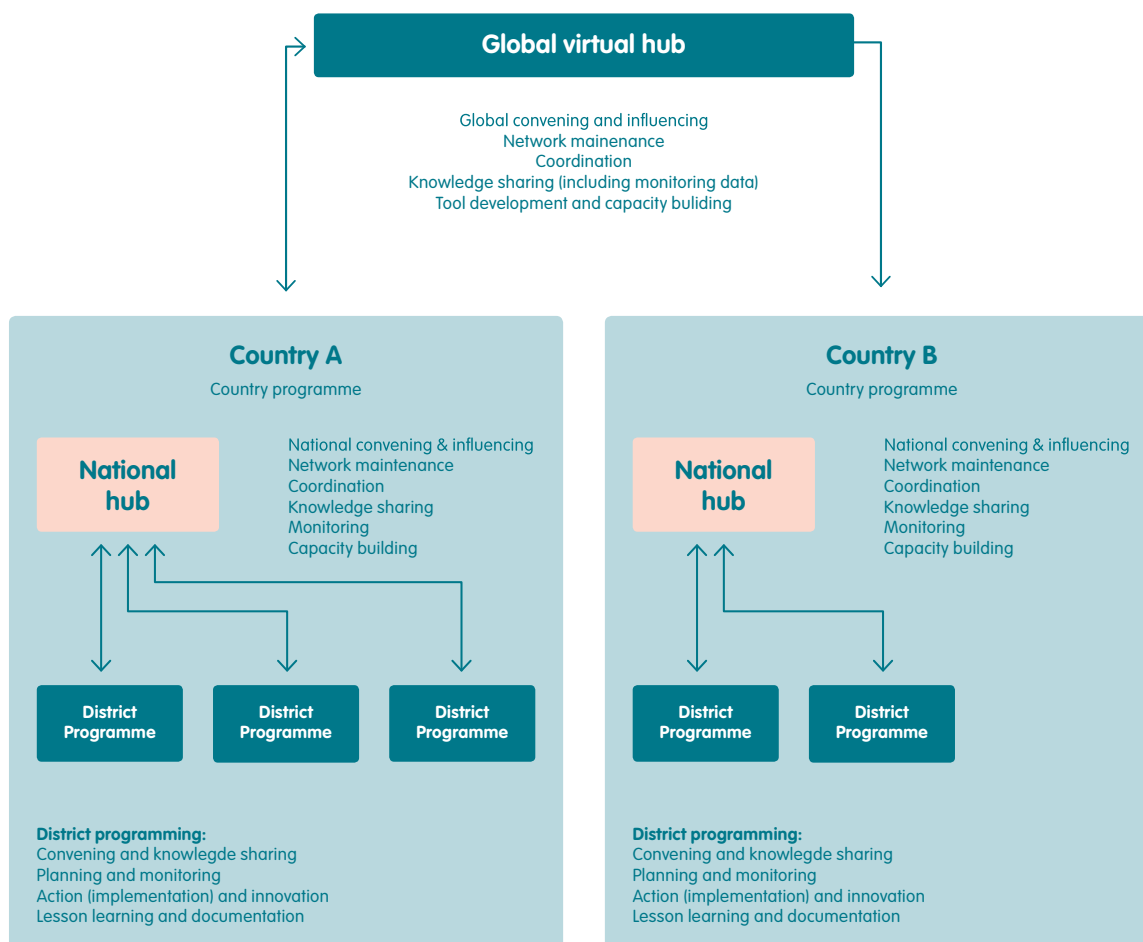 Global virtual hub
Global convening and influencing
Network mainenance
Coordination
Knowledge sharing (including monitoring data)
Tool development and capacity buliding
Country A
Country programme
National
hub
National convening & influencing
Network maintenance
Coordination
Knowledge sharing
Monitoring
Capacity building
District
Programme
District
Programme
District
Programme
District programming:
Convening and knowlegde sharing
Planning and monitoring
Action (implementation) and innovation
Lesson learning and documentation
Country B
Country programme
National
hub
National convening & influencing
Network maintenance
Coordination
Knowledge sharing
Monitoring
Capacity building
District
Programme
District
Programme
District programming:
Convening and knowlegde sharing
Planning and monitoring
Action (implementation) and innovation
Lesson learning and documentation